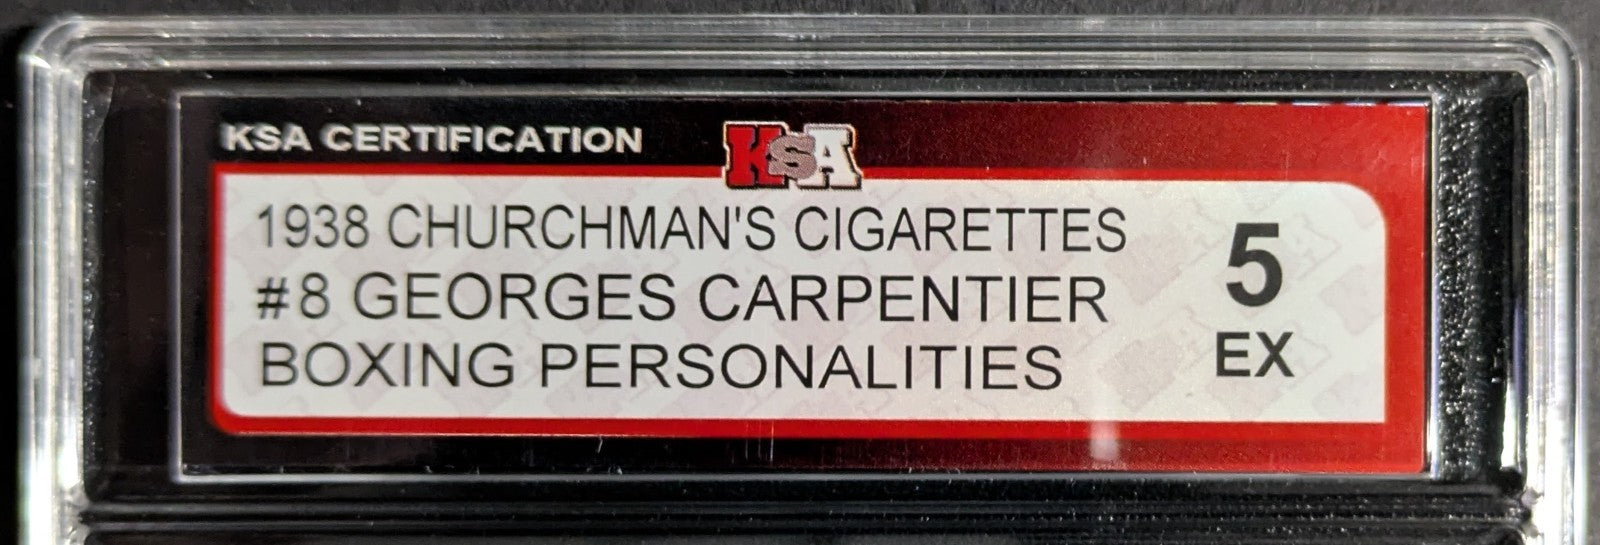 KSA CERTIFICATION
KSA
1938 CHURCHMAN'S CIGARETTES
#8 GEORGES CARPENTIER
BOXING PERSONALITIES
5
EX